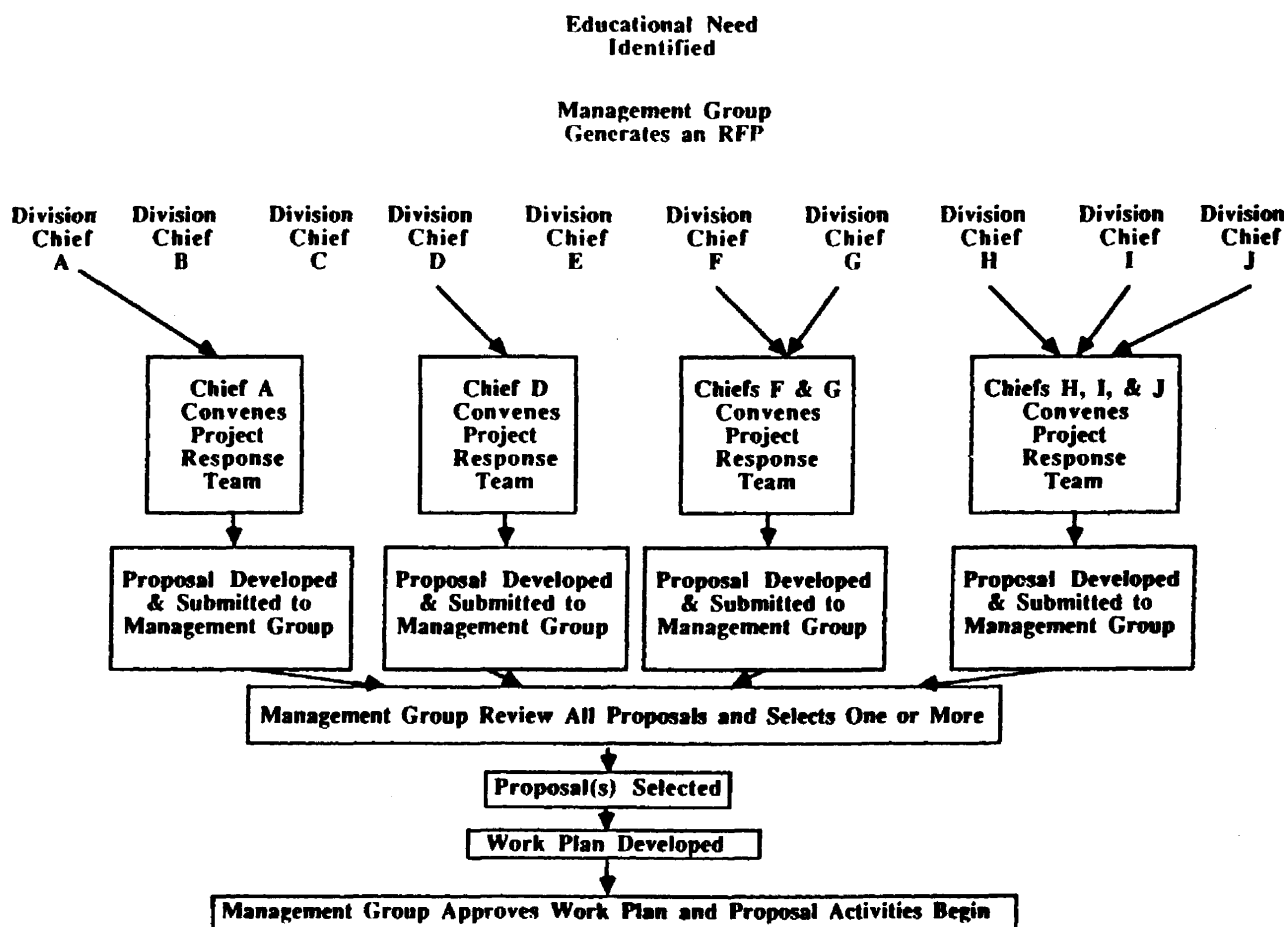 Educational Need
Identified
Management Group
Generates an RFP
Division
Chief
A
Division
Chief
B
Division
Chief
C
Division
Chief
D
Division
Chief
E
Division
Chief
F
Division
Chief
G
Division
Chief
H
Division
Chief
I
Division
Chief
J
Chief A
Convenes
Project
Response
Team
Chief D
Convenes
Project
Response
Team
Chiefs F & G
Convenes
Project
Response
Team
Chiefs H, I, & J
Convenes
Project
Response
Team
Proposal Developed
& Submitted to
Management Group
Proposal Developed
& Submitted to
Management Group
Proposal Developed
& Submitted to
Management Group
Proposal Developed
& Submitted to
Management Group
Management Group Review All Proposals and Selects One or More
Proposal(s) Selected
Work Plan Developed
Management Group Approves Work Plan and Proposal Activities Begin